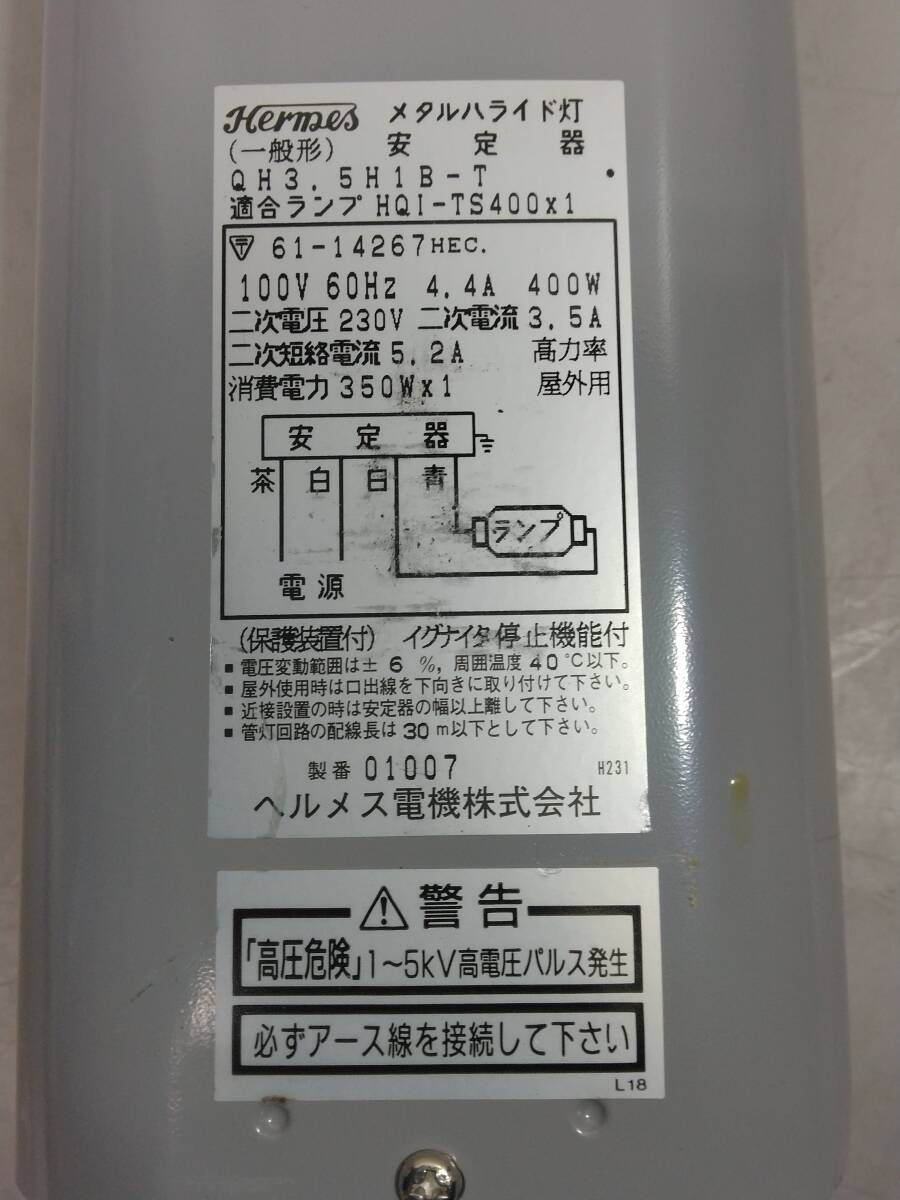 Hermes メタルハライド灯
(一般形) 安定器
QH3.5H1B-T
適合ランプ HQI-TS400x1
〒 61-14267 HEC.
100V 60Hz 4.4A 400W
二次電圧 230V 二次電流 3.5A
二次短絡電流 5.2A 高力率
消費電力 350Wx1 屋外用
安定器
茶 白 白 青
ランプ
電源
(保護装置付) イグナイタ停止機能付
■ 電圧変動範囲は± 6 %, 周囲温度 40 ℃以下。
■ 屋外使用時は口出線を下向きに取り付けて下さい。
■ 近接設置の時は安定器の幅以上離して下さい。
■ 管灯回路の配線長は 30 m以下として下さい。
製番 01007 H231
ヘルメス電機株式会社
⚠ 警告
「高圧危険」1~5kV高電圧パルス発生
必ずアース線を接続して下さい
L18